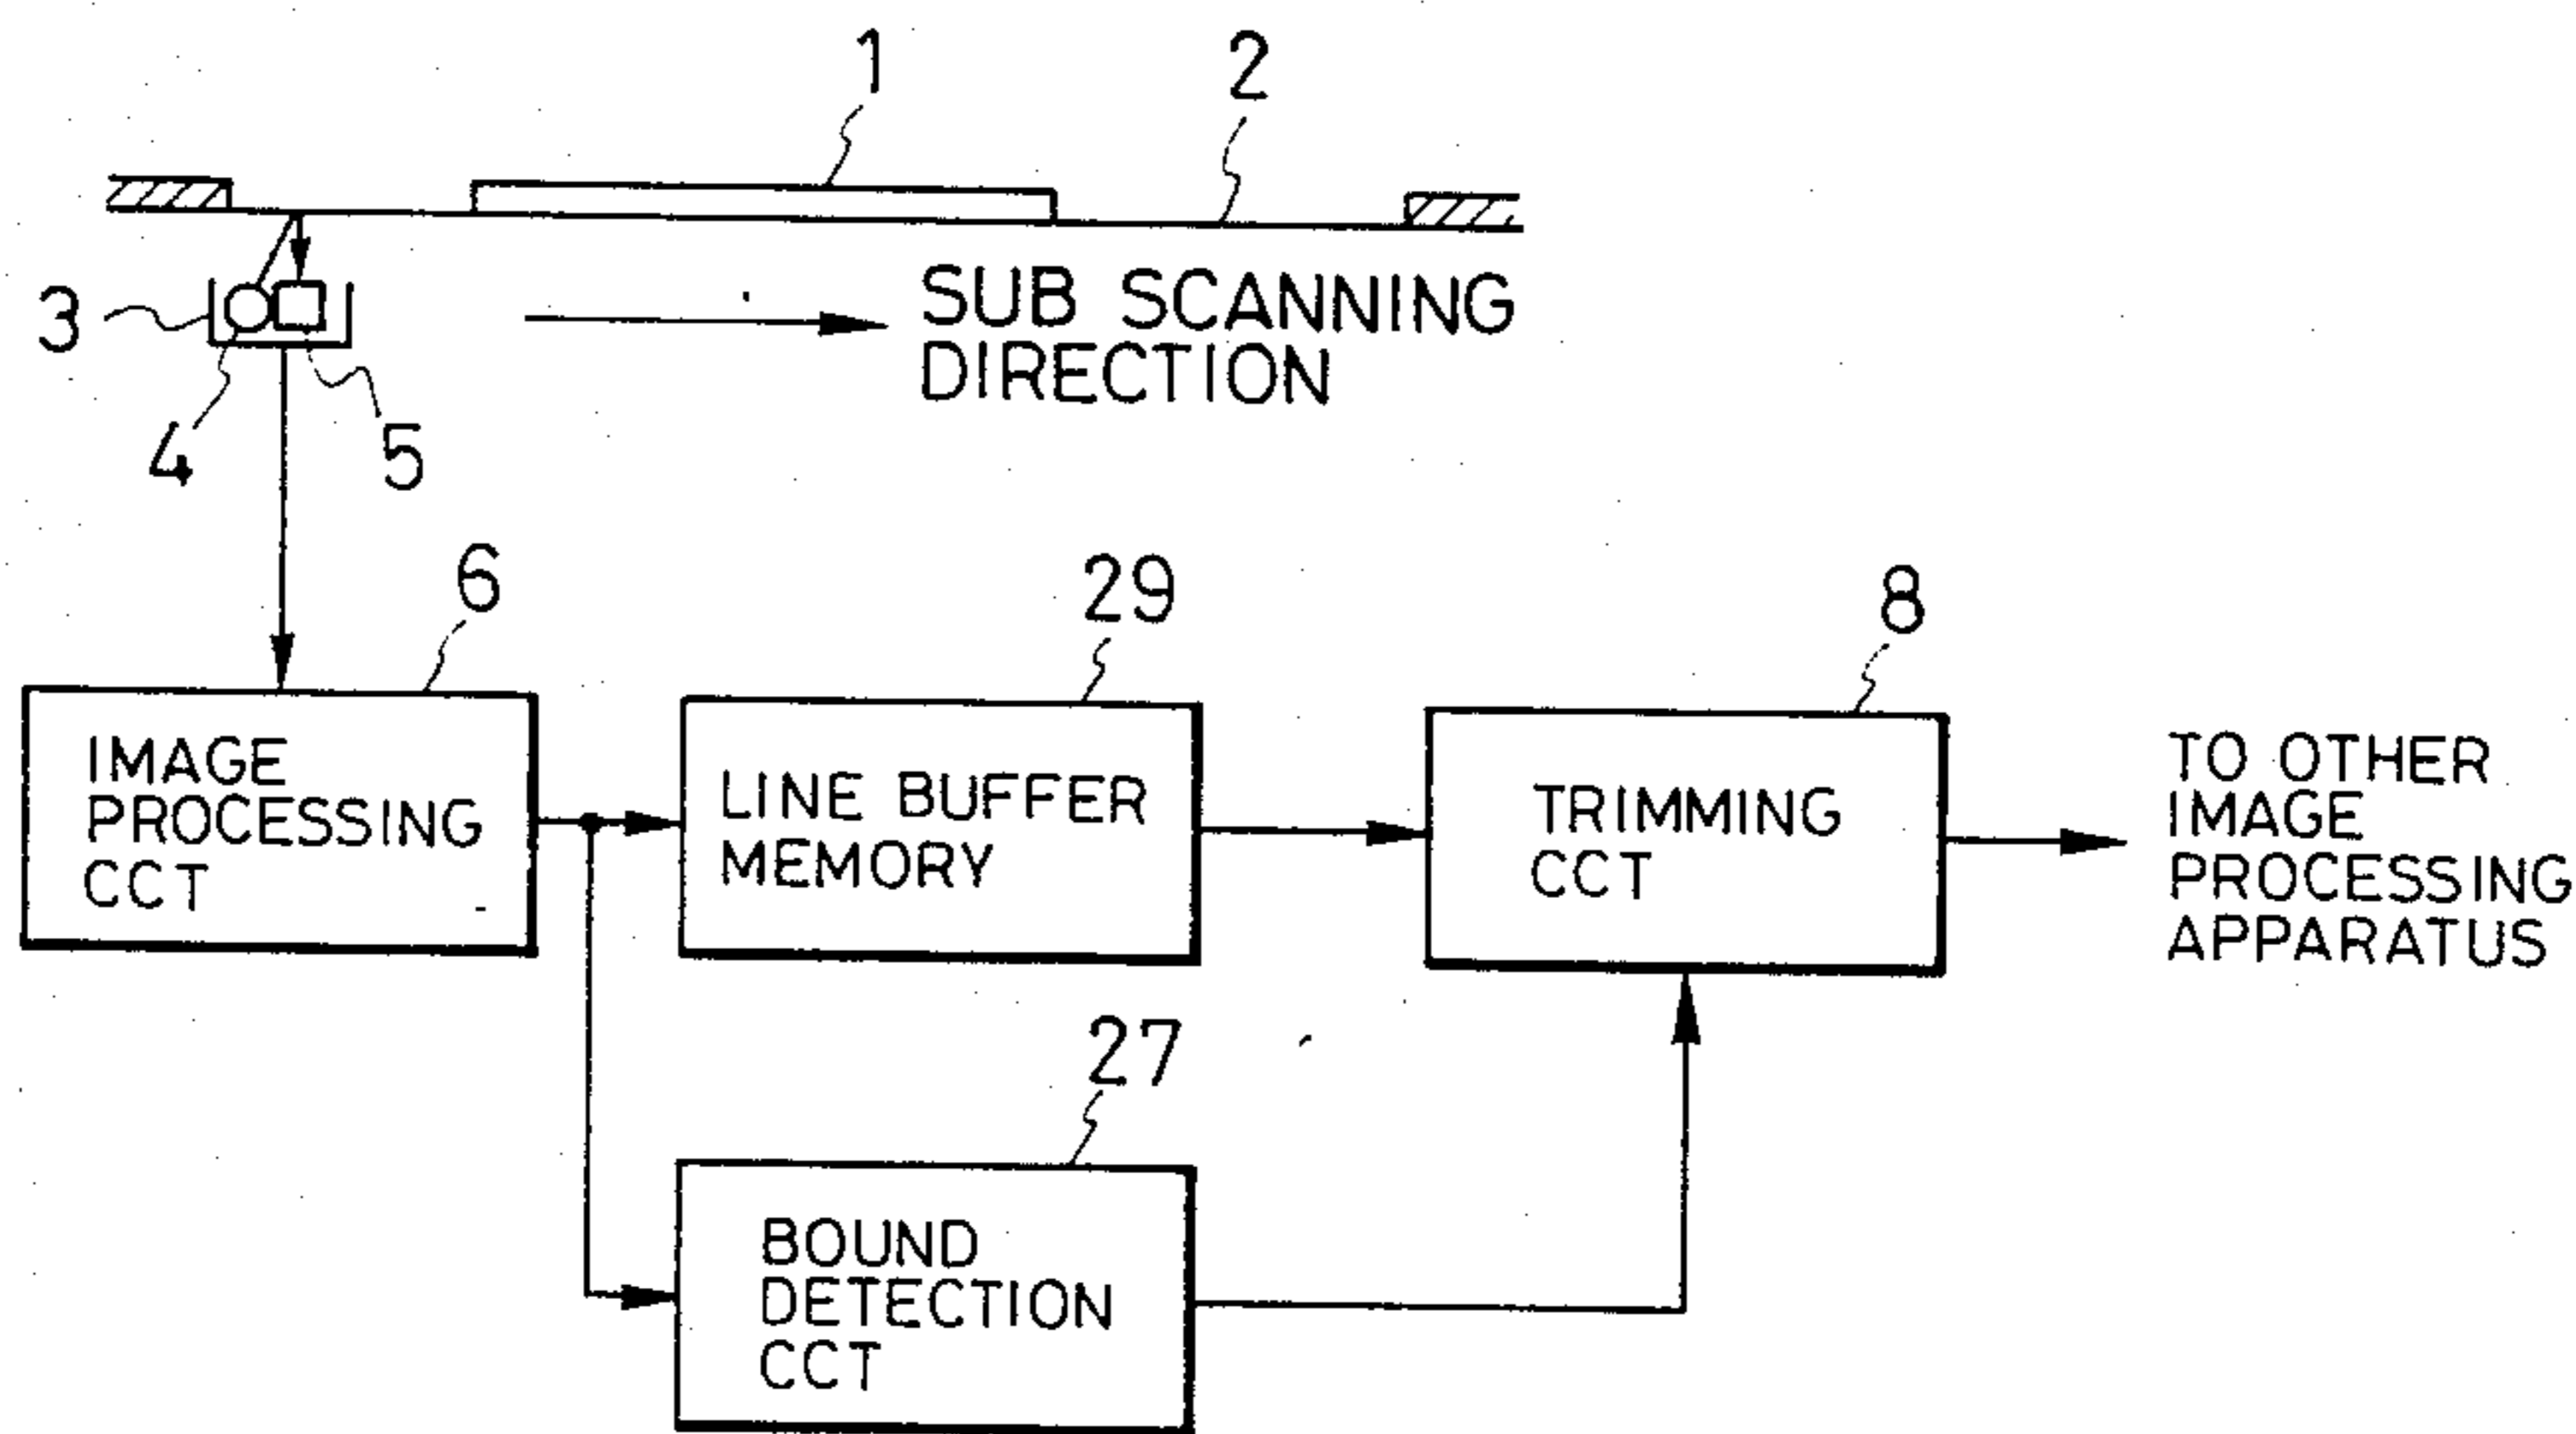 1
2
3
SUB SCANNING
DIRECTION
4
5
6
29
8
IMAGE
PROCESSING
CCT
LINE BUFFER
MEMORY
TRIMMING
CCT
TO OTHER
IMAGE
PROCESSING
APPARATUS
27
BOUND
DETECTION
CCT